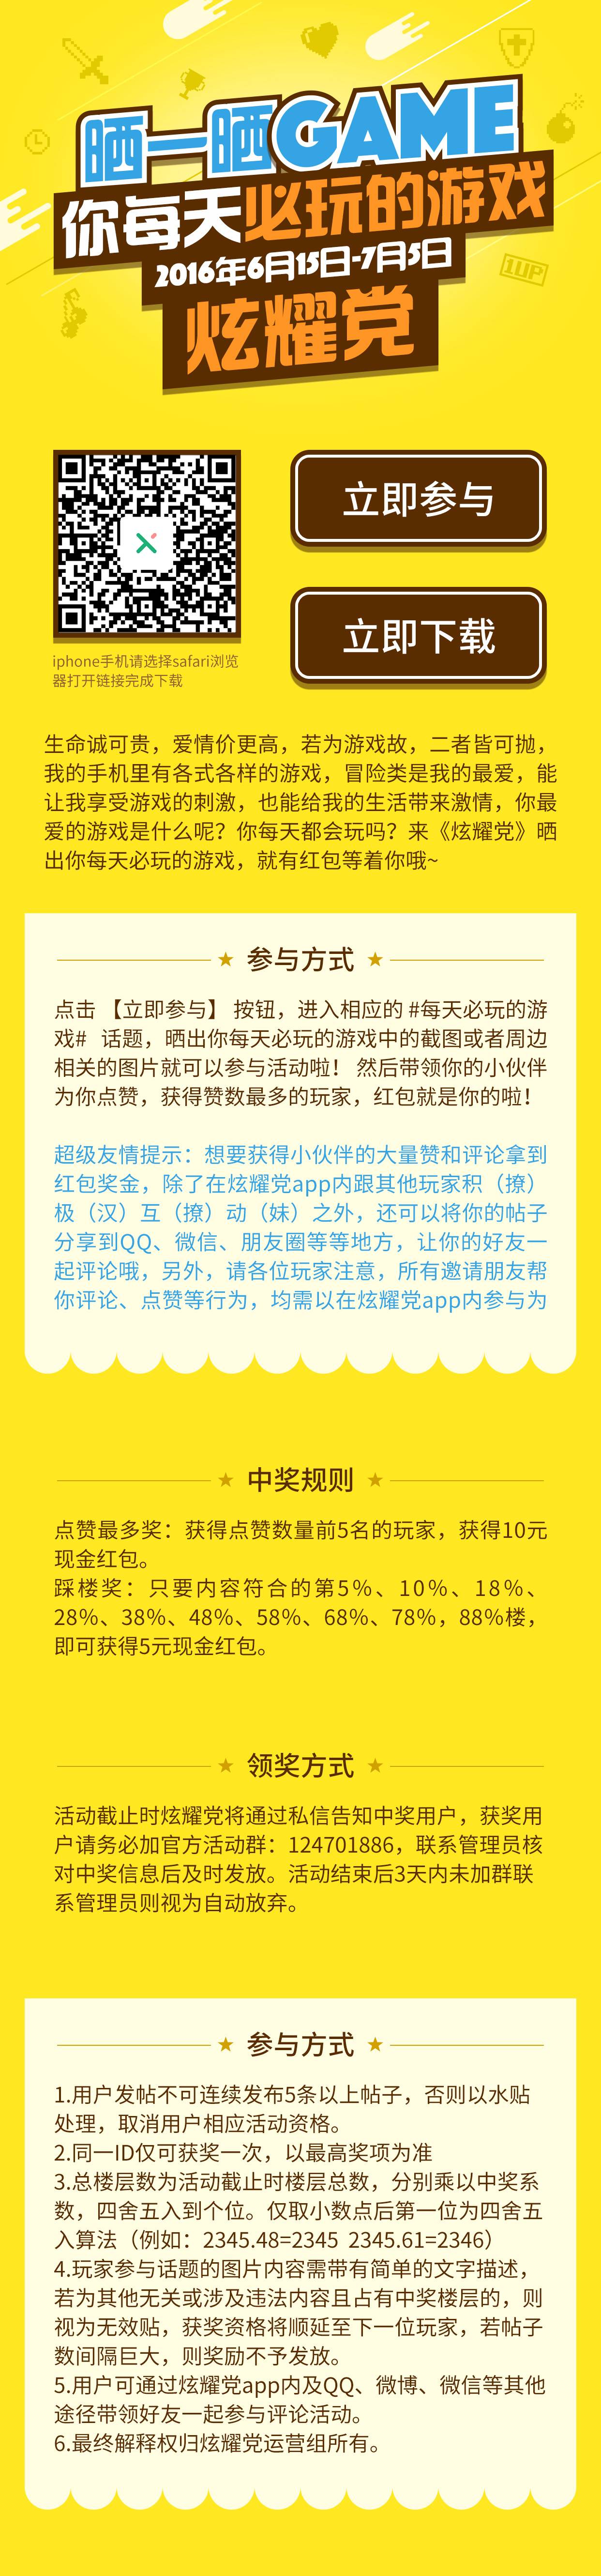 晒一晒GAME
你每天必玩的游戏
2016年6月15日-7月5日
炫耀党
立即参与
立即下载
iphone手机请选择safari浏览
器打开链接完成下载
生命诚可贵，爱情价更高，若为游戏故，二者皆可抛，
我的手机里有各式各样的游戏，冒险类是我的最爱，能
让我享受游戏的刺激，也能给我的生活带来激情，你最
爱的游戏是什么呢？你每天都会玩吗？来《炫耀党》晒
出你每天必玩的游戏，就有红包等着你哦~
参与方式
点击 【立即参与】 按钮，进入相应的 #每天必玩的游
戏# 话题，晒出你每天必玩的游戏中的截图或者周边
相关的图片就可以参与活动啦！ 然后带领你的小伙伴
为你点赞，获得赞数最多的玩家，红包就是你的啦！
超级友情提示：想要获得小伙伴的大量赞和评论拿到
红包奖金，除了在炫耀党app内跟其他玩家积（撩）
极（汉）互（撩）动（妹）之外，还可以将你的帖子
分享到QQ、微信、朋友圈等等地方，让你的好友一
起评论哦，另外，请各位玩家注意，所有邀请朋友帮
你评论、点赞等行为，均需以在炫耀党app内参与为
中奖规则
点赞最多奖：获得点赞数量前5名的玩家，获得10元
现金红包。
踩楼奖：只要内容符合的第5%、10%、18%、
28%、38%、48%、58%、68%、78%，88%楼，
即可获得5元现金红包。
领奖方式
活动截止时炫耀党将通过私信告知中奖用户，获奖用
户请务必加官方活动群：124701886，联系管理员核
对中奖信息后及时发放。活动结束后3天内未加群联
系管理员则视为自动放弃。
参与方式
1.用户发帖不可连续发布5条以上帖子，否则以水贴
处理，取消用户相应活动资格。
2.同一ID仅可获奖一次，以最高奖项为准
3.总楼层数为活动截止时楼层总数，分别乘以中奖系
数，四舍五入到个位。仅取小数点后第一位为四舍五
入算法（例如：2345.48=2345 2345.61=2346）
4.玩家参与话题的图片内容需带有简单的文字描述，
若为其他无关或涉及违法内容且占有中奖楼层的，则
视为无效贴，获奖资格将顺延至下一位玩家，若帖子
数间隔巨大，则奖励不予发放。
5.用户可通过炫耀党app内及QQ、微博、微信等其他
途径带领好友一起参与评论活动。
6.最终解释权归炫耀党运营组所有。
1UP